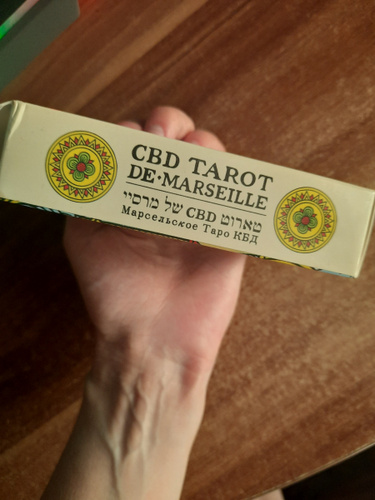 CBD TAROT
DE·MARSEILLE
טארוט CBD של מרסיי
Марсельское Таро КБД